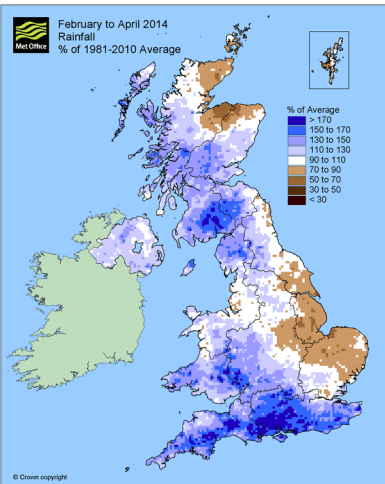 February to April 2014
Rainfall
% of 1981-2010 Average
Met Office
% of Average
> 170
150 to 170
130 to 150
110 to 130
90 to 110
70 to 90
50 to 70
30 to 50
< 30
© Crown copyright